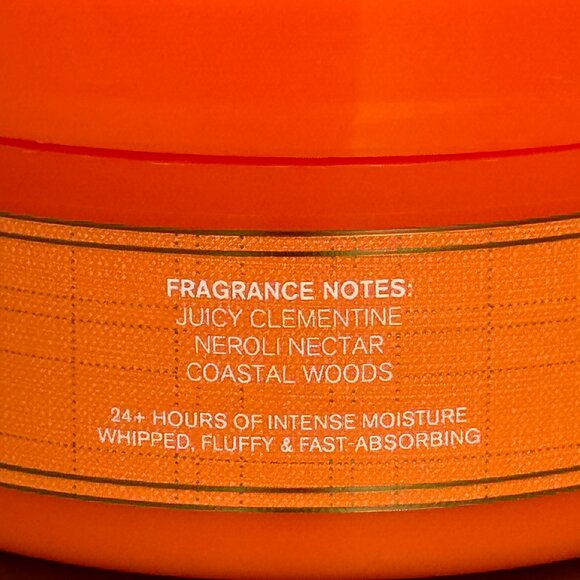 FRAGRANCE NOTES:
JUICY CLEMENTINE
NEROLI NECTAR
COASTAL WOODS
24+ HOURS OF INTENSE MOISTURE
WHIPPED, FLUFFY & FAST-ABSORBING